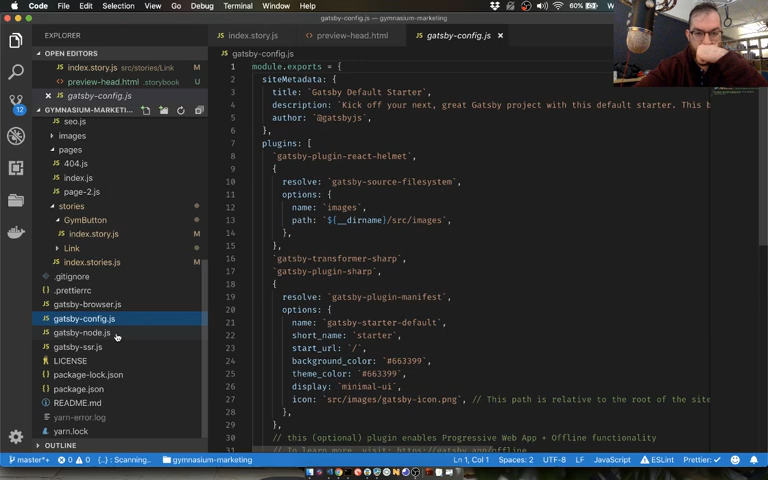 Code File Edit Selection View Go Debug Terminal Window Help
60%
gatsby-config.js — gymnasium-marketing
EXPLORER
index.story.js
preview-head.html
gatsby-config.js
OPEN EDITORS
index.story.js src/stories/Link M
preview-head.html .storybook U
gatsby-config.js
GYMNASIUM-MARKETI...
seo.js
images
pages
404.js
index.js
page-2.js
stories
GymButton
index.story.js M
Link
index.stories.js M
.gitignore
.prettierrc
gatsby-browser.js
gatsby-config.js
gatsby-node.js
gatsby-ssr.js
LICENSE
package-lock.json
package.json
README.md
yarn-error.log
yarn.lock
OUTLINE
12
gatsby-config.js
1 module.exports = {
2 siteMetadata: {
3 title: `Gatsby Default Starter`,
4 description: `Kick off your next, great Gatsby project with this default starter. This b
5 author: `@gatsbyjs`,
6 },
7 plugins: [
8 `gatsby-plugin-react-helmet`,
9 {
10 resolve: `gatsby-source-filesystem`,
11 options: {
12 name: `images`,
13 path: `${__dirname}/src/images`,
14 },
15 },
16 `gatsby-transformer-sharp`,
17 `gatsby-plugin-sharp`,
18 {
19 resolve: `gatsby-plugin-manifest`,
20 options: {
21 name: `gatsby-starter-default`,
22 short_name: `starter`,
23 start_url: `/`,
24 background_color: `#663399`,
25 theme_color: `#663399`,
26 display: `minimal-ui`,
27 icon: `src/images/gatsby-icon.png`, // This path is relative to the root of the site
28 },
29 },
30 // this (optional) plugin enables Progressive Web App + Offline functionality
31 // To learn more, visit: https://gatsby.app/offline
master* 0 0 {..}: Scanning.. gymnasium-marketing Ln 1, Col 1 Spaces: 2 UTF-8 LF JavaScript ESLint Prettier: